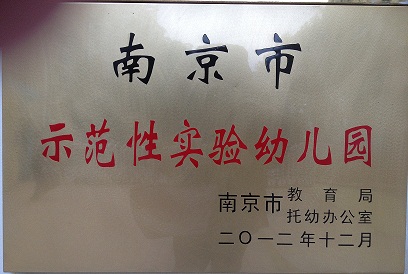 南京市
示范性实验幼儿园
南京市 教育局
托幼办公室
二〇一二年十二月